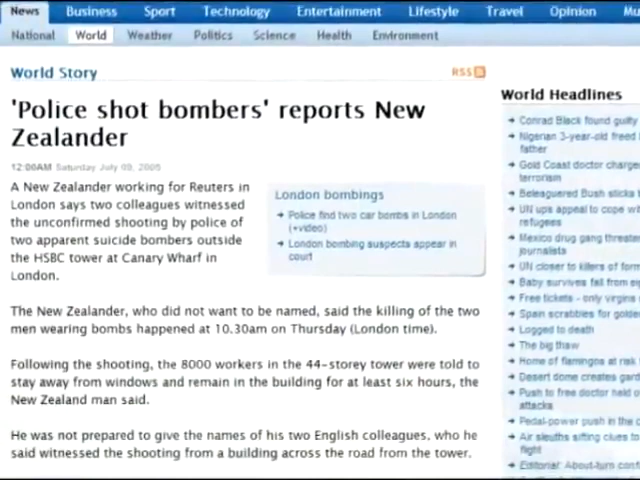 News Business Sport Technology Entertainment Lifestyle Travel Opinion
National World Weather Politics Science Health Environment
World Story
RSS
'Police shot bombers' reports New
Zealander
12:00AM Saturday July 09, 2005
A New Zealander working for Reuters in
London says two colleagues witnessed
the unconfirmed shooting by police of
two apparent suicide bombers outside
the HSBC tower at Canary Wharf in
London.
London bombings
Police find two car bombs in London
(+video)
London bombing suspects appear in
court
The New Zealander, who did not want to be named, said the killing of the two
men wearing bombs happened at 10.30am on Thursday (London time).
Following the shooting, the 8000 workers in the 44-storey tower were told to
stay away from windows and remain in the building for at least six hours, the
New Zealand man said.
He was not prepared to give the names of his two English colleagues, who he
said witnessed the shooting from a building across the road from the tower.
World Headlines
Conrad Black found guilty
Nigerian 3-year-old freed
father
Gold Coast doctor charged
terrorism
Beleaguered Bush
UN ups appeal to cope
refugees
Mexico drug gang
journalists
UN closer to killers of
Baby survives fall from
Free tickets - only
Spain scrabbles for
Logged to death
The big thaw
Home of flamingos at risk
Desert dome creates
Push to free doctor held
attacks
Pedal-power push in the
Air sleuths sifting clues to
flight
Editorial: About-turn